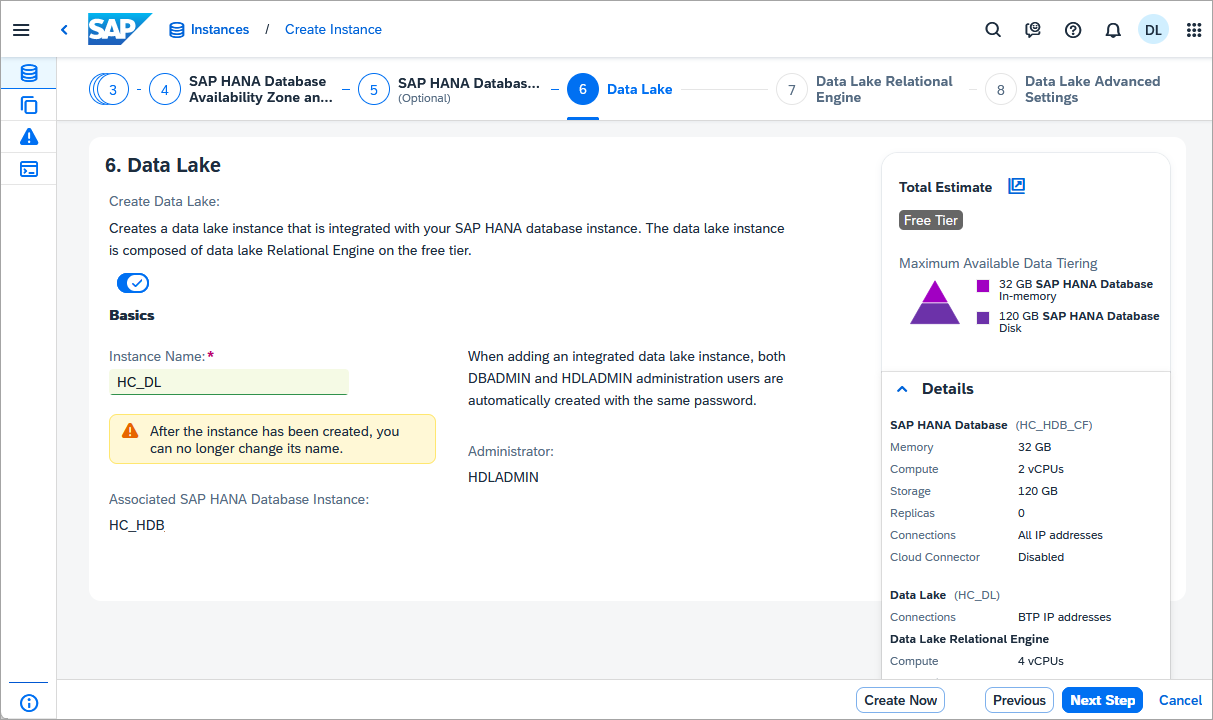 SAP
Instances / Create Instance
DL
3
4
SAP HANA Database
Availability Zone an...
5
SAP HANA Databas...
(Optional)
6
Data Lake
7
Data Lake Relational
Engine
8
Data Lake Advanced
Settings
6. Data Lake
Create Data Lake:
Creates a data lake instance that is integrated with your SAP HANA database instance. The data lake instance
is composed of data lake Relational Engine on the free tier.
Basics
Instance Name:*
HC_DL
After the instance has been created, you
can no longer change its name.
Associated SAP HANA Database Instance:
HC_HDB
When adding an integrated data lake instance, both
DBADMIN and HDLADMIN administration users are
automatically created with the same password.
Administrator:
HDLADMIN
Total Estimate
Free Tier
Maximum Available Data Tiering
32 GB SAP HANA Database
In-memory
120 GB SAP HANA Database
Disk
Details
SAP HANA Database (HC_HDB_CF)
Memory 32 GB
Compute 2 vCPUs
Storage 120 GB
Replicas 0
Connections All IP addresses
Cloud Connector Disabled
Data Lake (HC_DL)
Connections BTP IP addresses
Data Lake Relational Engine
Compute 4 vCPUs
Create Now
Previous
Next Step
Cancel